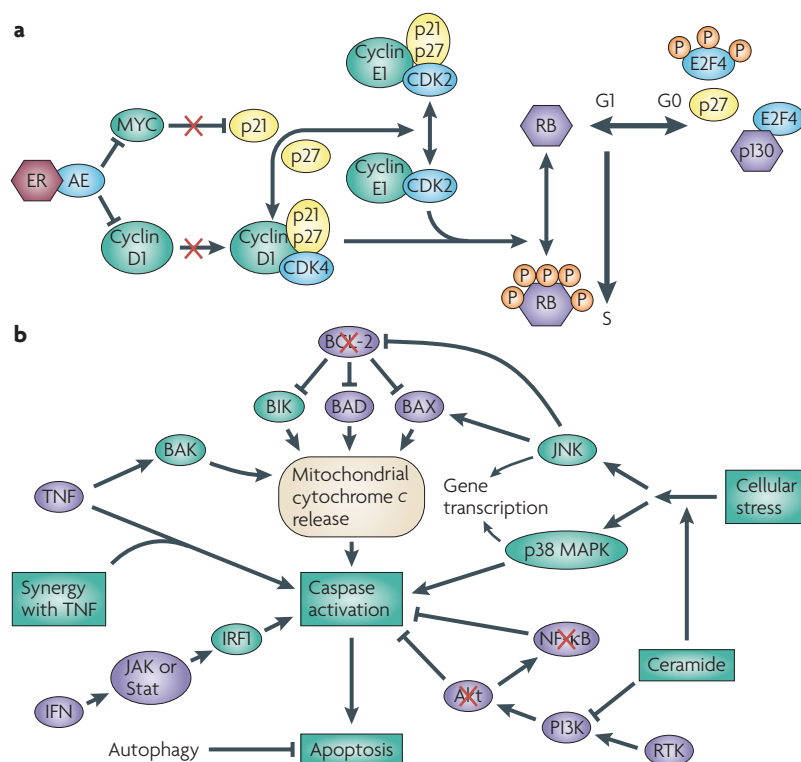 a
p21
p27
Cyclin
E1
CDK2
P
P
P
E2F4
MYC
p21
G1
G0
p27
RB
E2F4
p130
ER
AE
p27
Cyclin
E1
CDK2
Cyclin
D1
Cyclin
D1
p21
p27
CDK4
P
P
P
P
P
RB
S
b
BCL-2
BIK
BAD
BAX
BAK
JNK
TNF
Mitochondrial
cytochrome c
release
Gene
transcription
Cellular
stress
p38 MAPK
Synergy
with TNF
Caspase
activation
IRF1
NF-κB
JAK or
Stat
Ceramide
IFN
Akt
PI3K
RTK
Autophagy
Apoptosis